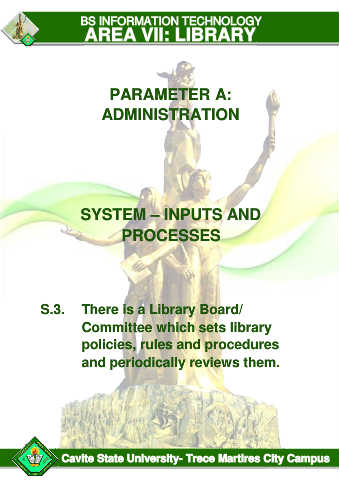 BS INFORMATION TECHNOLOGY
AREA VII: LIBRARY
PARAMETER A:
ADMINISTRATION
SYSTEM – INPUTS AND
PROCESSES
S.3. There is a Library Board/
Committee which sets library
policies, rules and procedures
and periodically reviews them.
Cavite State University- Trece Martires City Campus